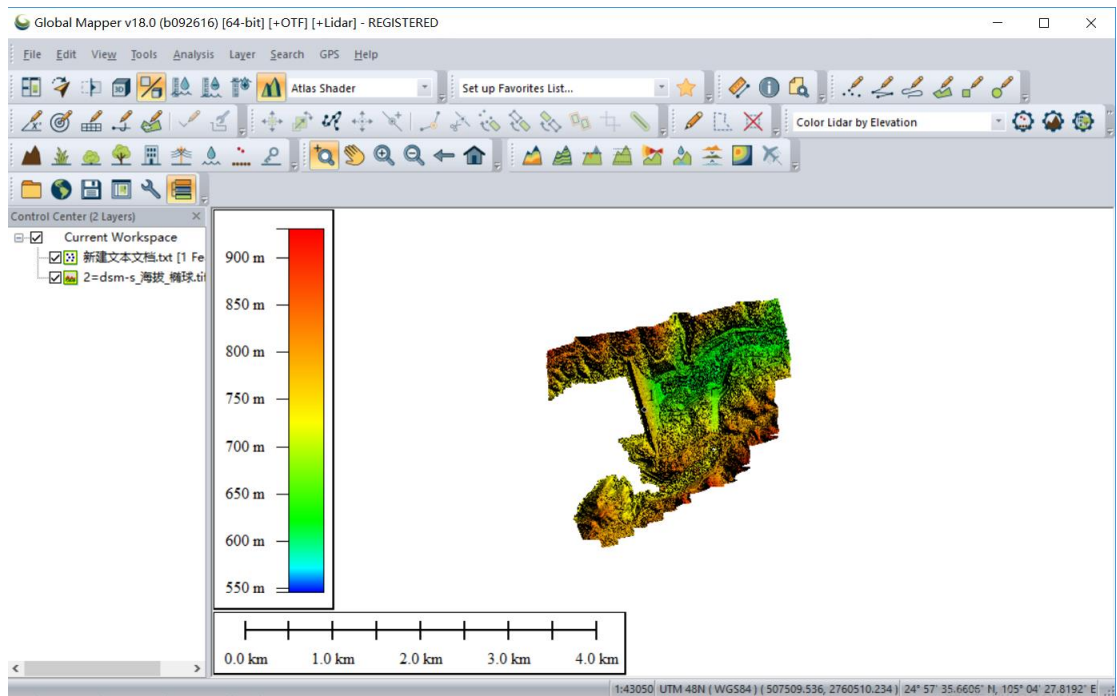 Global Mapper v18.0 (b092616) [64-bit] [+OTF] [+Lidar] - REGISTERED
File Edit View Tools Analysis Layer Search GPS Help
Atlas Shader
Set up Favorites List...
Color Lidar by Elevation
Control Center (2 Layers)
Current Workspace
新建文本文档.txt [1 Fe
2=dsm-s_海拔_椭球.tif
900 m
850 m
800 m
750 m
700 m
650 m
600 m
550 m
0.0 km 1.0 km 2.0 km 3.0 km 4.0 km
1:43050 UTM 48N ( WGS84 ) ( 507509.536, 2760510.234 ) 24° 57' 35.6606" N, 105° 04' 27.8192" E